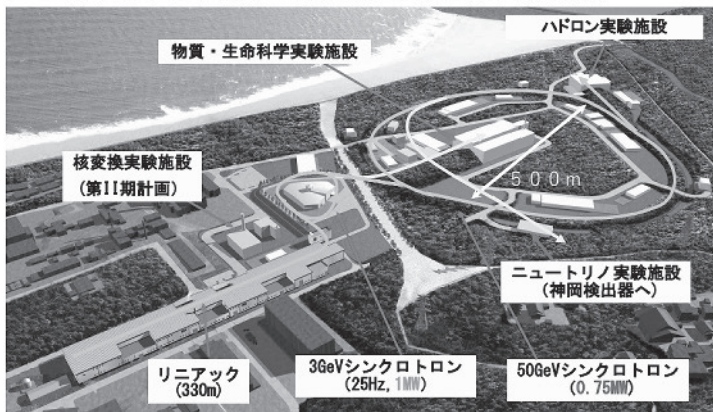 ハドロン実験施設
物質・生命科学実験施設
核変換実験施設
(第II期計画)
500m
ニュートリノ実験施設
(神岡検出器へ)
リニアック
(330m)
3GeVシンクロトロン
(25Hz, 1MW)
50GeVシンクロトロン
(0.75MW)